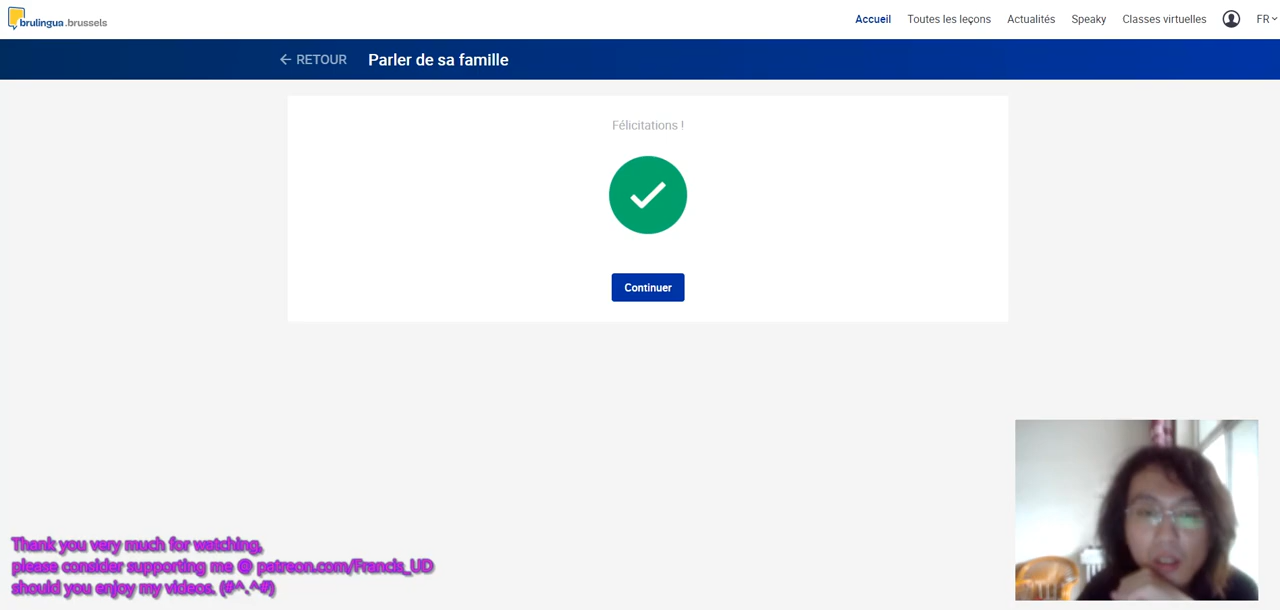 brulingua.brussels
Accueil
Toutes les leçons
Actualités
Speaky
Classes virtuelles
FR
RETOUR
Parler de sa famille
Félicitations !
Continuer
Thank you very much for watching,
please consider supporting me @ patreon.com/Francis_UD
should you enjoy my videos. (#^.^#)